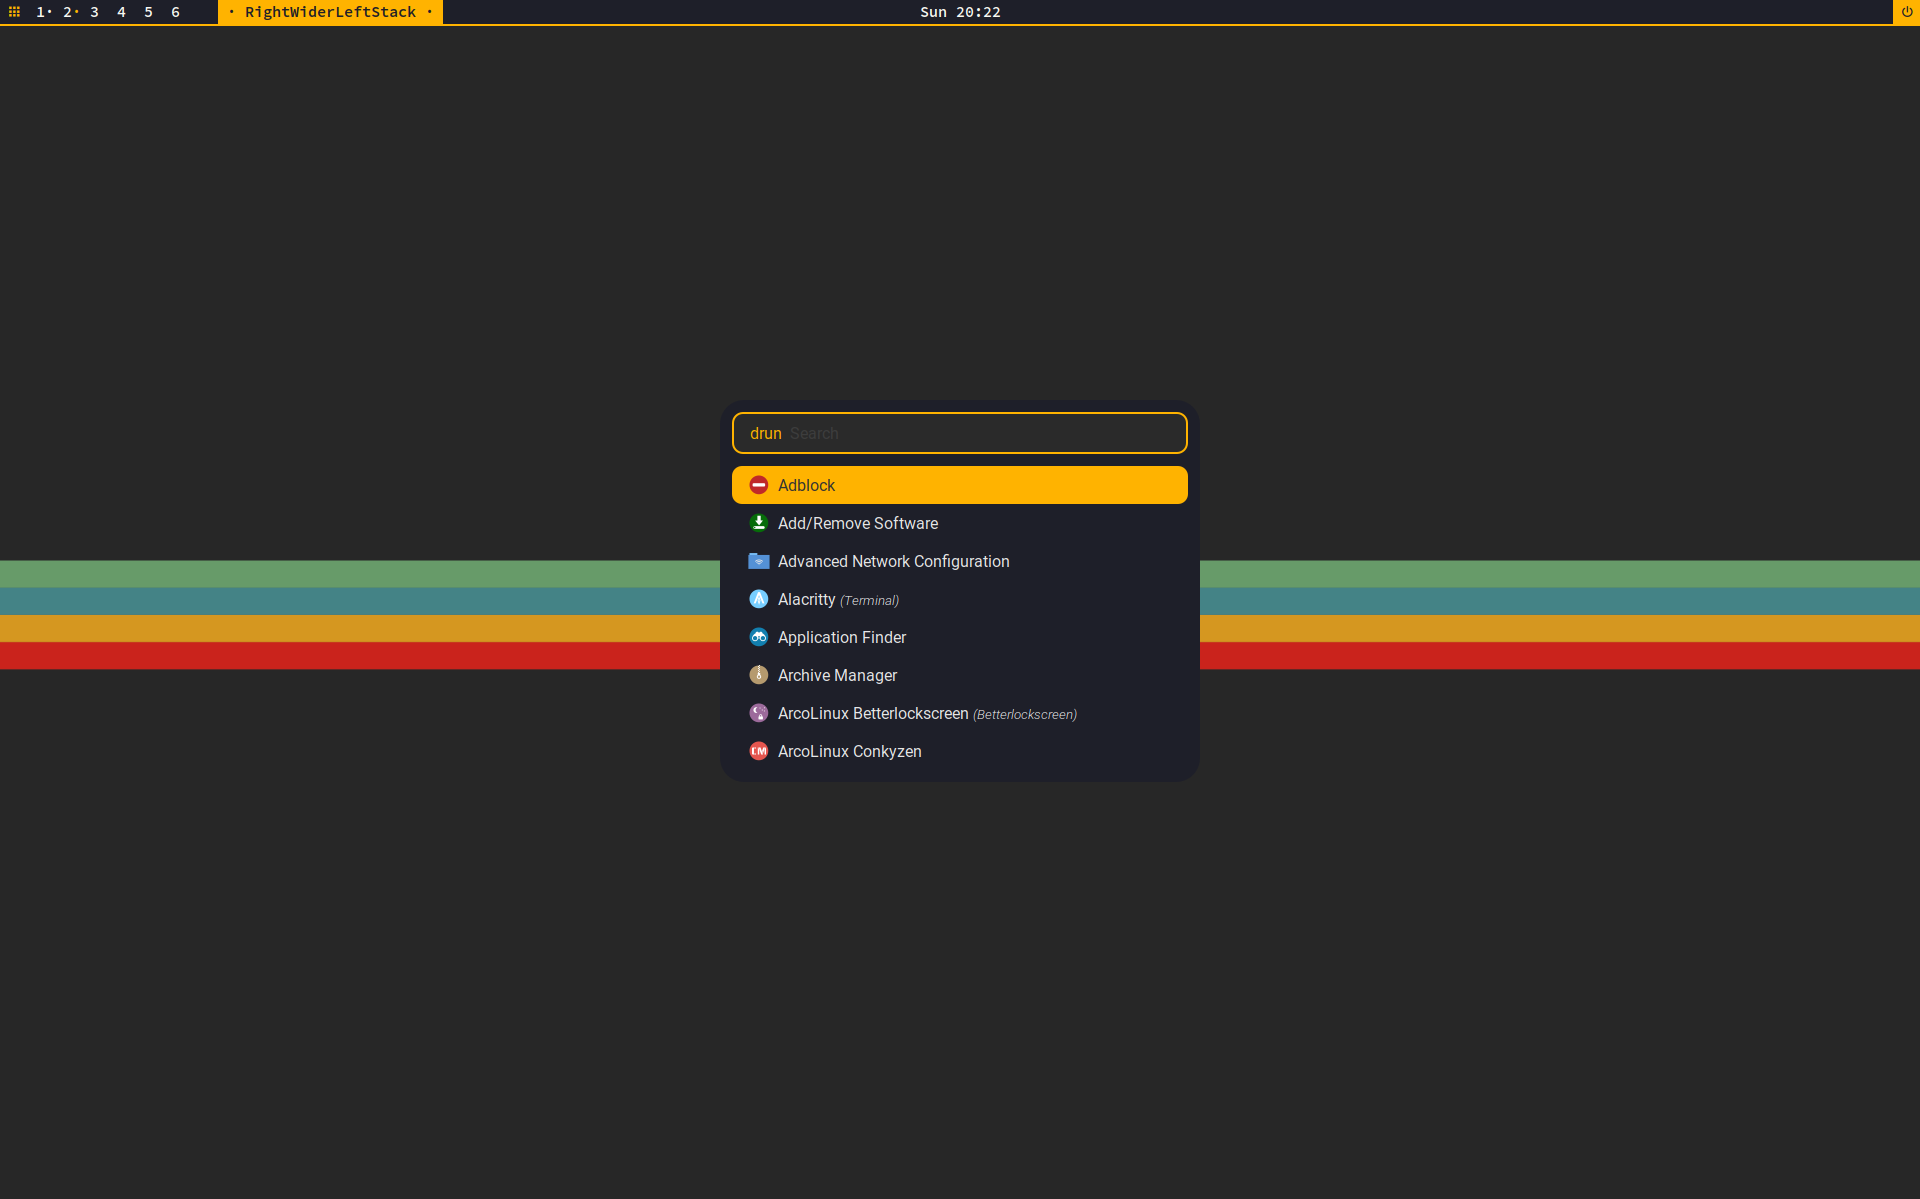 1· 2· 3 4 5 6 · RightWiderLeftStack · Sun 20:22
drun Search
Adblock
Add/Remove Software
Advanced Network Configuration
Alacritty (Terminal)
Application Finder
Archive Manager
ArcoLinux Betterlockscreen (Betterlockscreen)
ArcoLinux Conkyzen